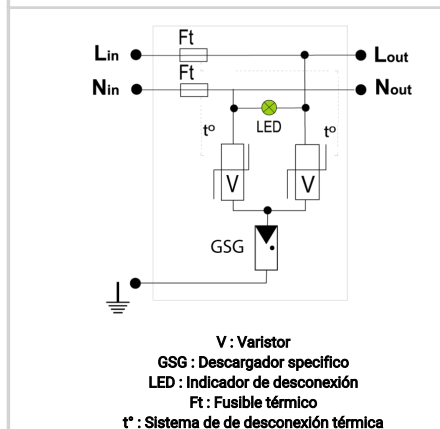 Ft
Lin
Lout
Ft
Nin
Nout
t° LED t°
V V
GSG
V : Varistor
GSG : Descargador specifico
LED : Indicador de desconexión
Ft : Fusible térmico
t° : Sistema de de desconexión térmica